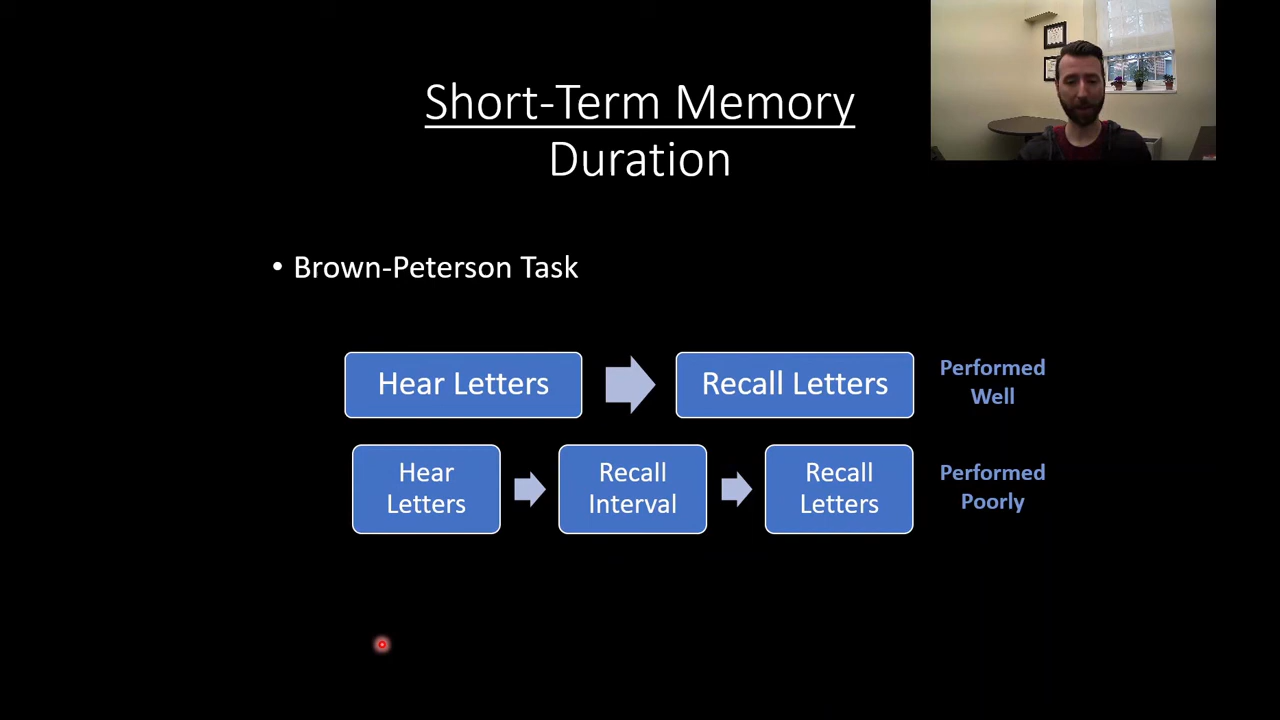 Short-Term Memory
Duration
• Brown-Peterson Task
Hear Letters
Recall Letters
Performed
Well
Hear
Letters
Recall
Interval
Recall
Letters
Performed
Poorly